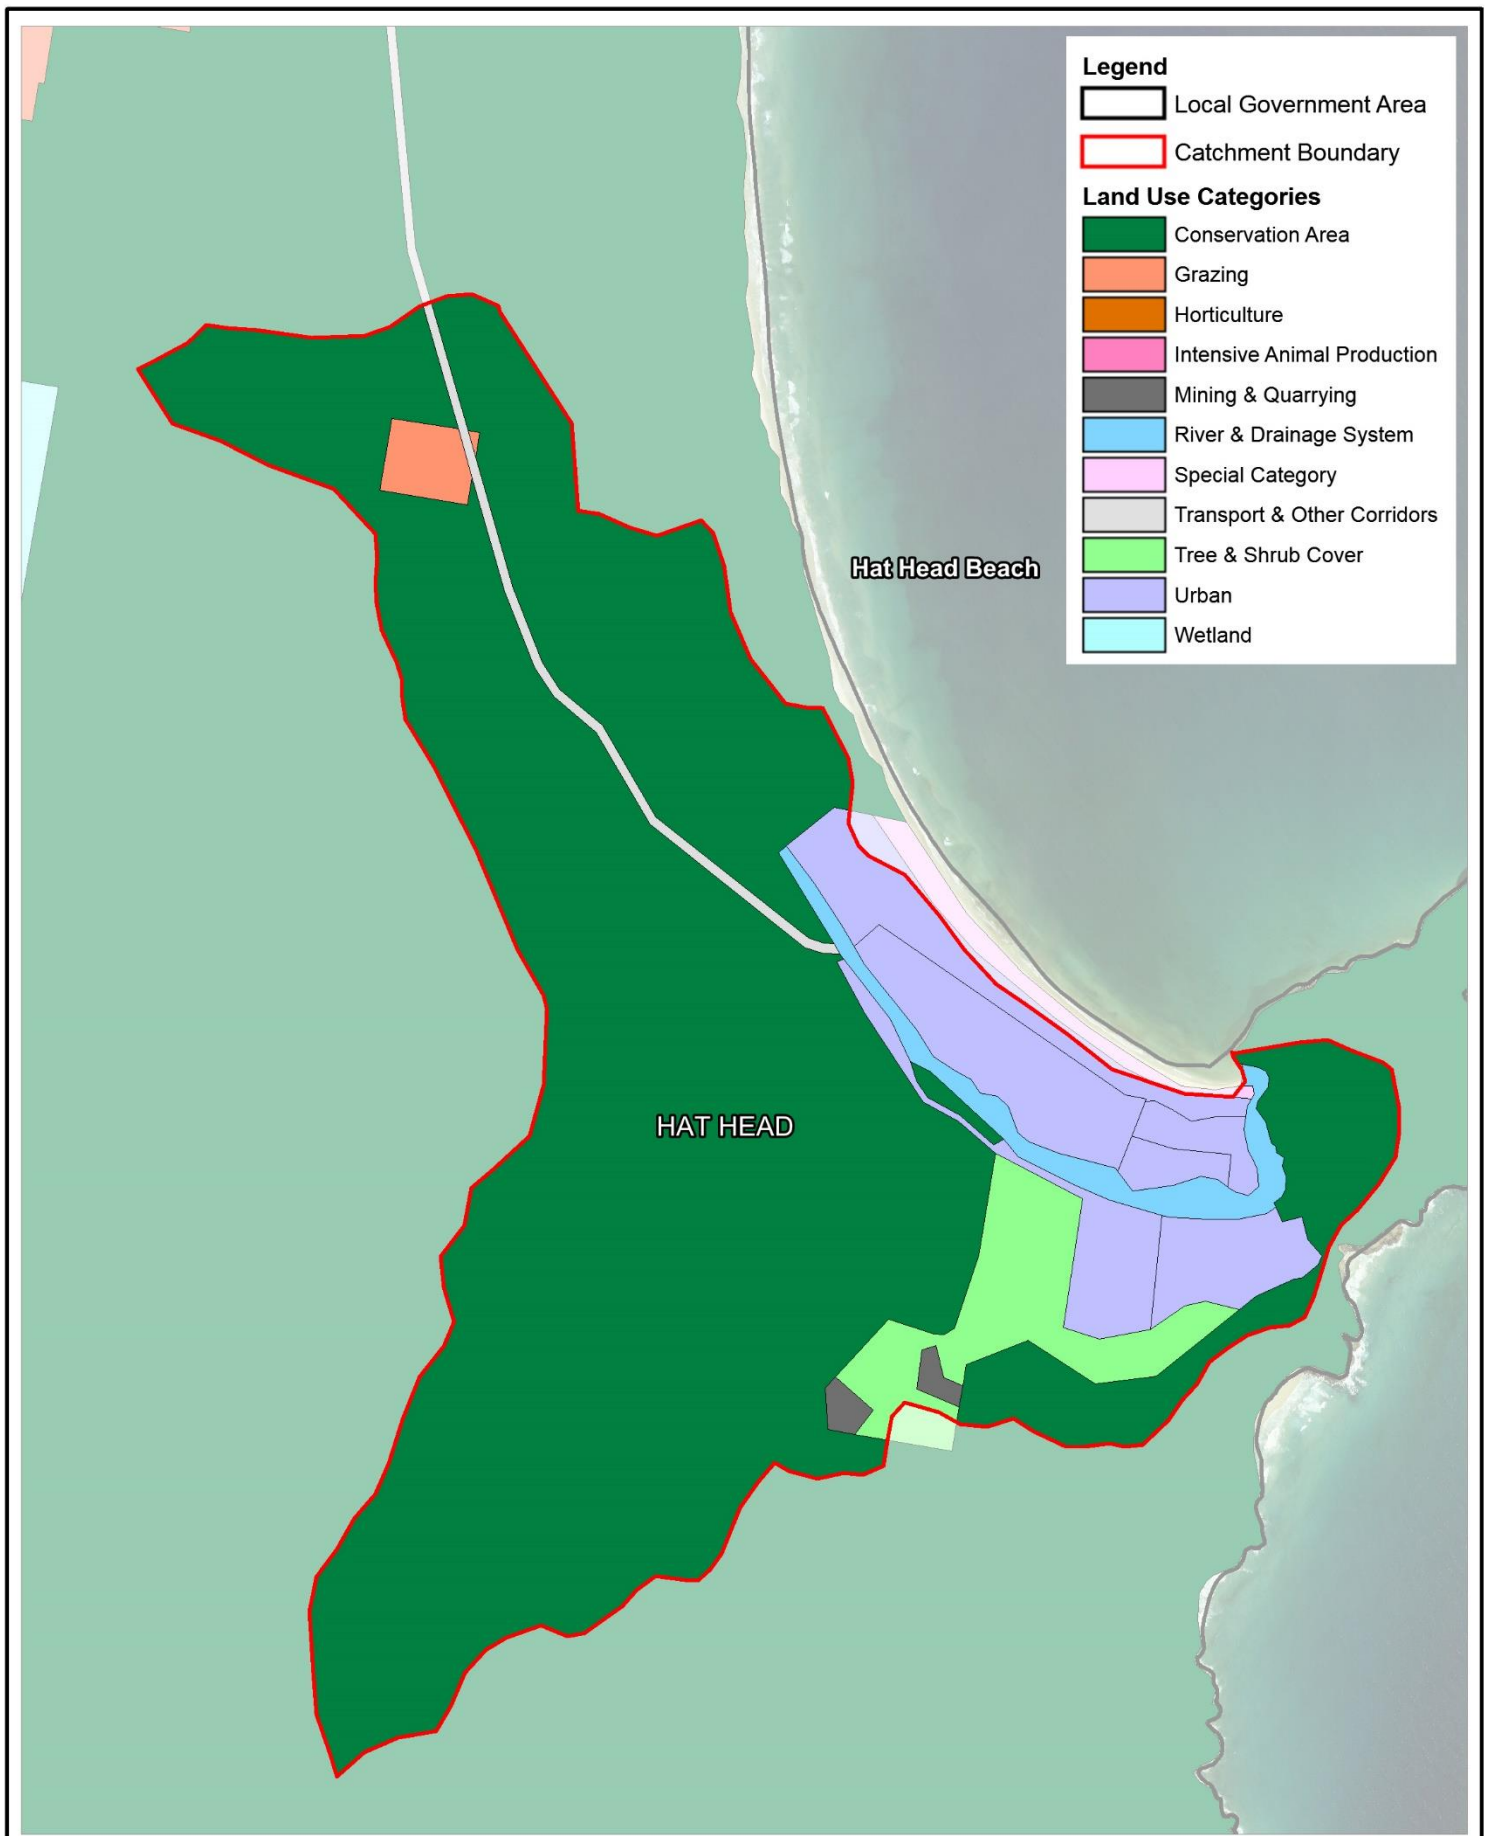 Legend
Local Government Area
Catchment Boundary
Land Use Categories
Conservation Area
Grazing
Horticulture
Intensive Animal Production
Mining & Quarrying
River & Drainage System
Special Category
Transport & Other Corridors
Tree & Shrub Cover
Urban
Wetland
Hat Head Beach
HAT HEAD